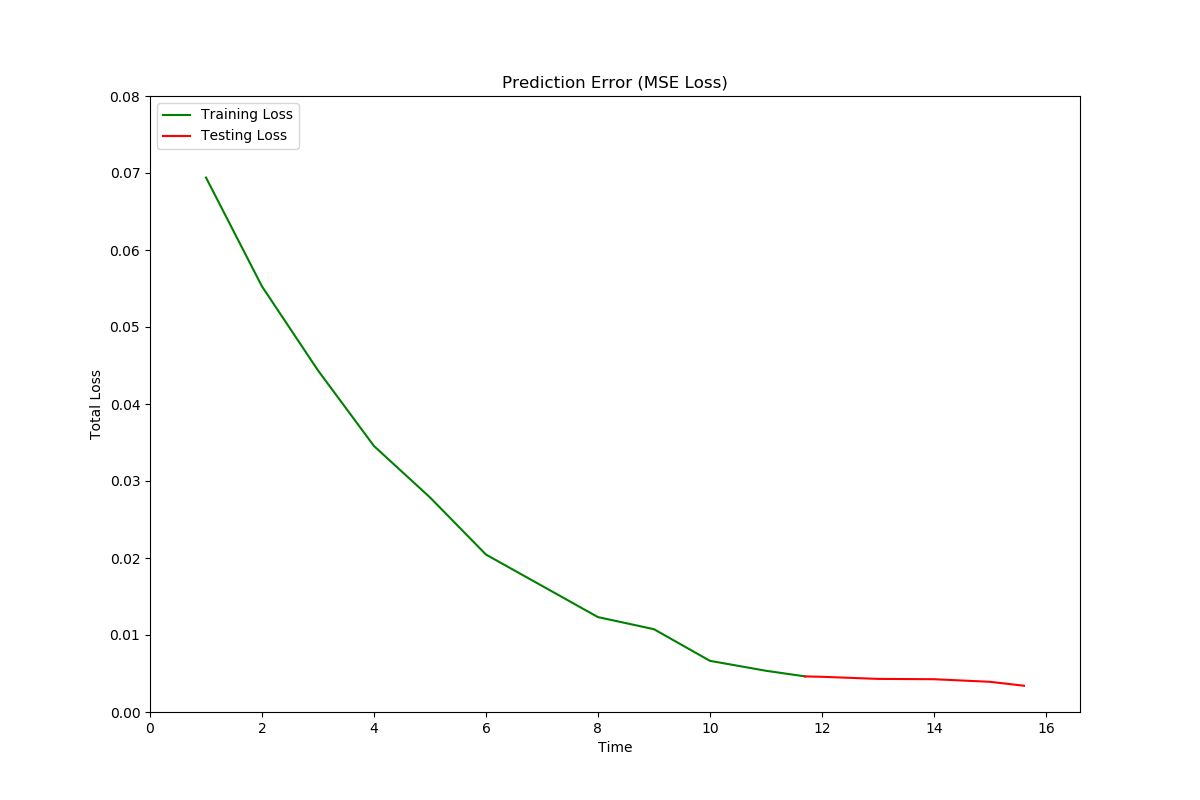 Prediction Error (MSE Loss)
Training Loss
Testing Loss
0.08
0.07
0.06
0.05
0.04
0.03
0.02
0.01
0.00
Total Loss
0 2 4 6 8 10 12 14 16
Time